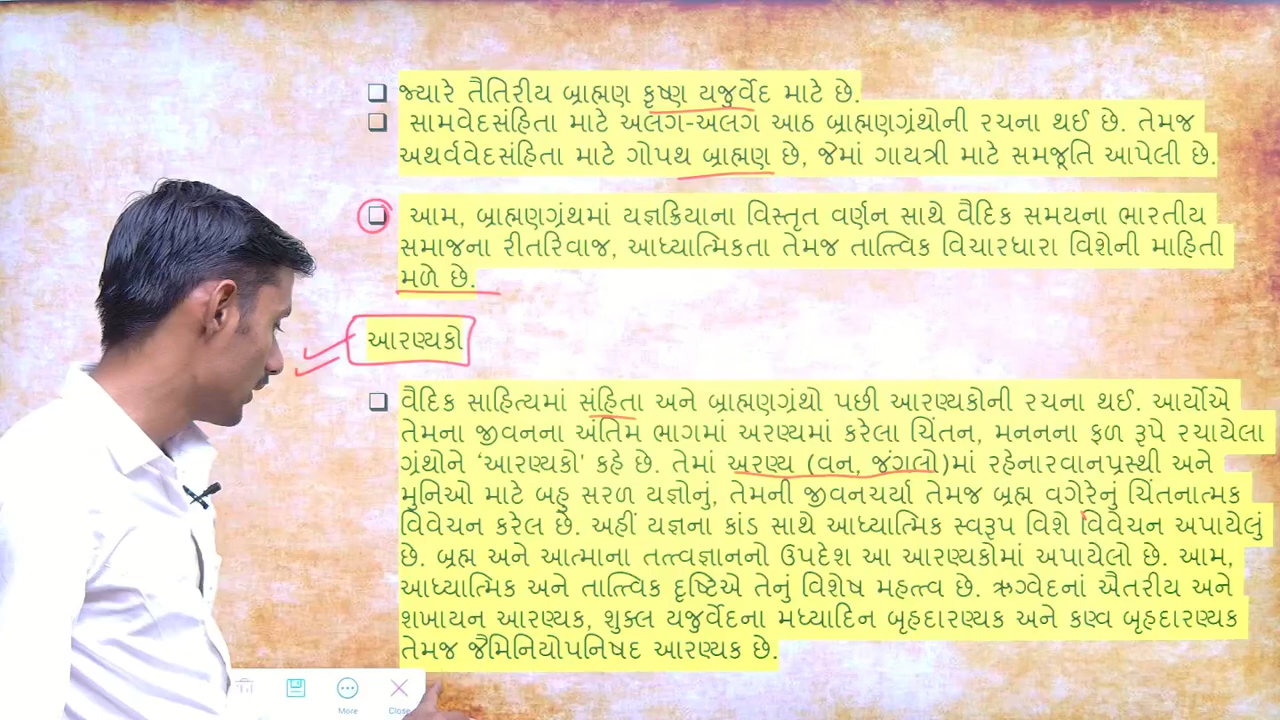 જ્યારે તૈતિરીય બ્રાહ્મણ કૃષ્ણ યજુર્વેદ માટે છે.
સામવેદસંહિતા માટે અલગ-અલગ આઠ બ્રાહ્મણગ્રંથોની રચના થઈ છે. તેમજ
અથર્વવેદસંહિતા માટે ગોપથ બ્રાહ્મણ છે, જેમાં ગાયત્રી માટે સમજૂતિ આપેલી છે.
આમ, બ્રાહ્મણગ્રંથમાં યજ્ઞક્રિયાના વિસ્તૃત વર્ણન સાથે વૈદિક સમયના ભારતીય
સમાજના રીતરિવાજ, આધ્યાત્મિકતા તેમજ તાત્ત્વિક વિચારધારા વિશેની માહિતી
મળે છે.
આરણ્યકો
વૈદિક સાહિત્યમાં સંહિતા અને બ્રાહ્મણગ્રંથો પછી આરણ્યકોની રચના થઈ. આર્યોએ
તેમના જીવનના અંતિમ ભાગમાં અરણ્યમાં કરેલા ચિંતન, મનનના ફળ રૂપે રચાયેલા
ગ્રંથોને ‘આરણ્યકો' કહે છે. તેમાં અરણ્ય (વન, જંગલો)માં રહેનારવાનપ્રસ્થી અને
મુનિઓ માટે બહુ સરળ યજ્ઞોનું, તેમની જીવનચર્યા તેમજ બ્રહ્મ વગેરેનું ચિંતનાત્મક
વિવેચન કરેલ છે. અહીં યજ્ઞના કાંડ સાથે આધ્યાત્મિક સ્વરૂપ વિશે વિવેચન અપાયેલું
છે. બ્રહ્મ અને આત્માના તત્ત્વજ્ઞાનનો ઉપદેશ આ આરણ્યકોમાં અપાયેલો છે. આમ,
આધ્યાત્મિક અને તાત્ત્વિક દૃષ્ટિએ તેનું વિશેષ મહત્ત્વ છે. ઋગ્વેદનાં ઐતરીય અને
શખાયન આરણ્યક, શુક્લ યજુર્વેદના મધ્યાદિન બૃહદારણ્યક અને કણ્વ બૃહદારણ્યક
તેમજ જૈમિનિયોપનિષદ આરણ્યક છે.
More Close